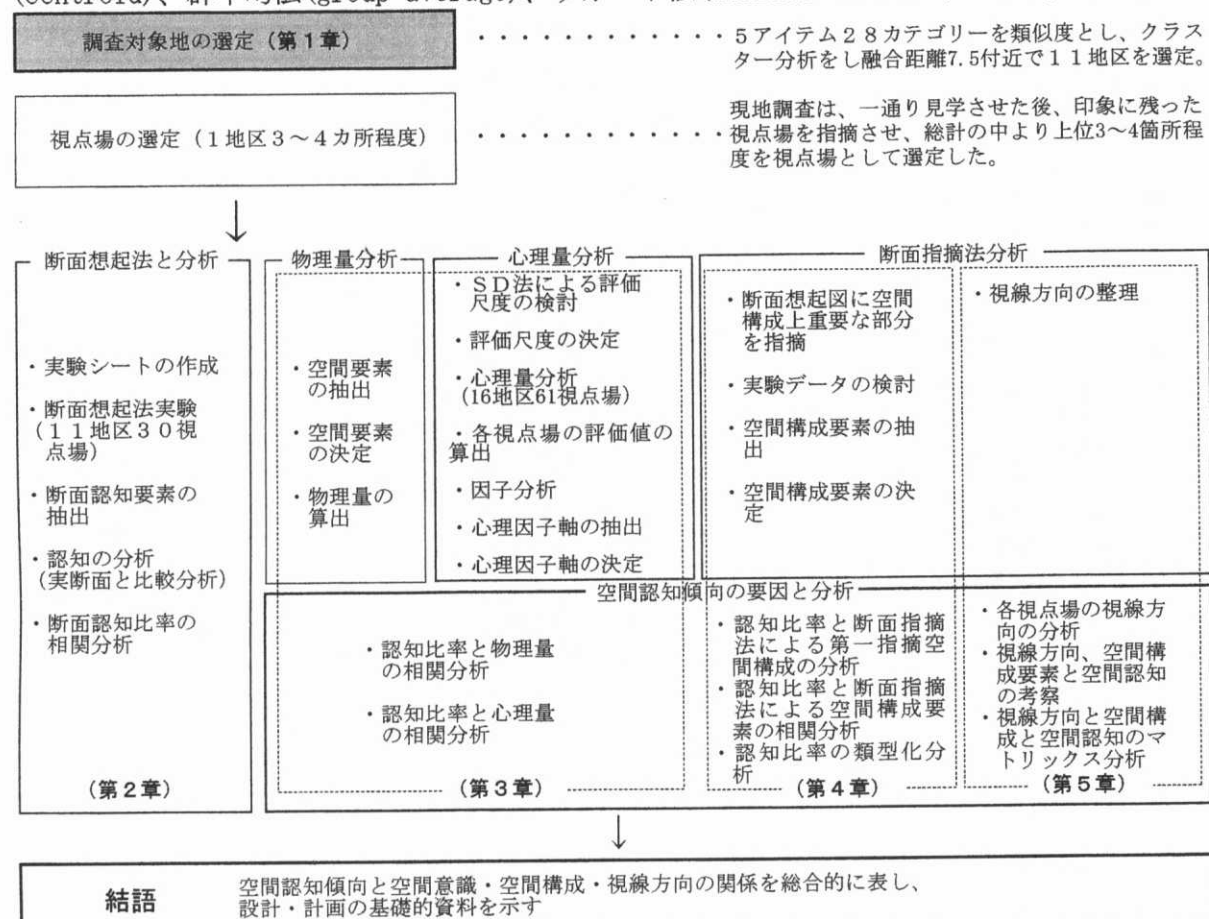 (centroid)、群平均法(group average)、
調査対象地の選定（第１章）
・・・・・・・・・・・・５アイテム２８カテゴリーを類似度とし、クラス
ター分析をし融合距離7.5付近で１１地区を選定。
視点場の選定（１地区３～４カ所程度）
現地調査は、一通り見学させた後、印象に残った
・・・・・・・・・・・・視点場を指摘させ、総計の中より上位3～4箇所程
度を視点場として選定した。
↓
断面想起法と分析
・実験シートの作成
・断面想起法実験
（１１地区３０視
点場）
・断面認知要素の
抽出
・認知の分析
(実断面と比較分析)
・断面認知比率の
相関分析
（第２章）
物理量分析
・空間要素
の抽出
・空間要素
の決定
・物理量の
算出
心理量分析
・ＳＤ法による評価
尺度の検討
・評価尺度の決定
・心理量分析
(16地区61視点場)
・各視点場の評価値の
算出
・因子分析
・心理因子軸の抽出
・心理因子軸の決定
断面指摘法分析
・断面想起図に空間
構成上重要な部分
を指摘
・実験データの検討
・空間構成要素の抽
出
・空間構成要素の決
定
・視線方向の整理
空間認知傾向の要因と分析
・認知比率と物理量
の相関分析
・認知比率と心理量
の相関分析
（第３章）
・認知比率と断面指摘
法による第一指摘空
間構成の分析
・認知比率と断面指摘
法による空間構成要
素の相関分析
・認知比率の類型化分
析
（第４章）
・各視点場の視線方
向の分析
・視線方向、空間構
成要素と空間認知
の考察
・視線方向と空間構
成と空間認知のマ
トリックス分析
（第５章）
↓
結語
空間認知傾向と空間意識・空間構成・視線方向の関係を総合的に表し、
設計・計画の基礎的資料を示す